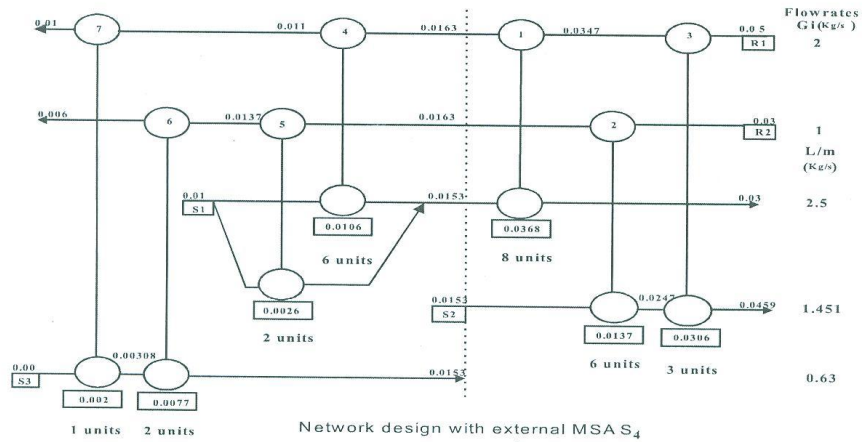 Flowrates
Gi(Kg/s)
0.01 7 0.011 4 0.0163 1 0.0347 3 0.05 R1 2
0.006 6 0.0137 5 0.0163 2 0.03 R2 1
L/m
(Kg/s)
0.01 S1 0.0153 0.03 2.5
0.0106 0.0368
6 units 8 units
0.0026
2 units
0.0153 S2 0.0247 0.0459 1.451
0.0137 0.0306
6 units 3 units
0.00 S3 0.00308 0.0153 0.63
0.002 0.0077
1 units 2 units
Network design with external MSA S4